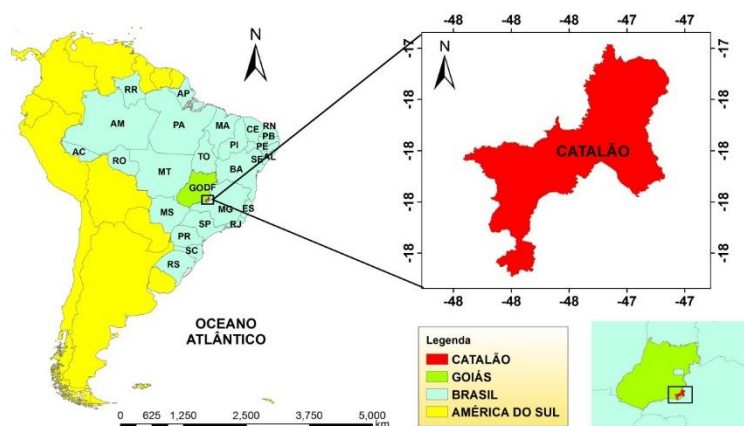 N
RR
AP
AM
PA
MA
CE
RN
PB
PI
PE
AC
RO
TO
SE
AL
MT
BA
GO
DF
MS
MG
ES
SP
RJ
PR
SC
RS
OCEANO
ATLÂNTICO
0 625 1,250 2,500 3,750 5,000
km
-48 -48 -48 -47 -47
N
-17 -17
-18 -18
-18 -18
-18 -18
-18 -18
CATALÃO
-48 -48 -48 -47 -47
Legenda
CATALÃO
GOIÁS
BRASIL
AMÉRICA DO SUL